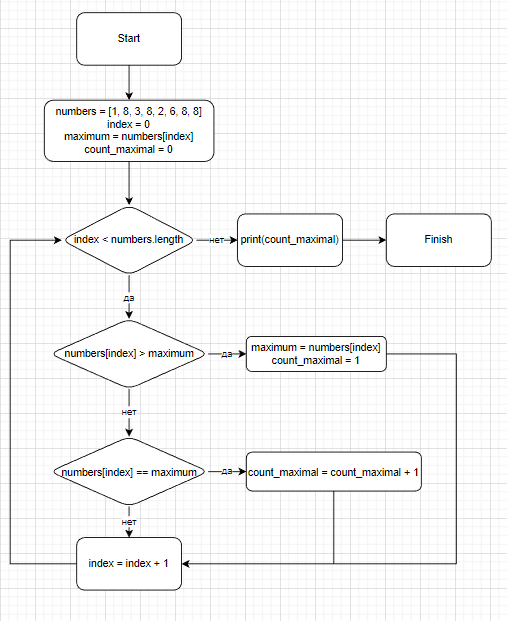 Start
numbers = [1, 8, 3, 8, 2, 6, 8, 8]
index = 0
maximum = numbers[index]
count_maximal = 0
index < numbers.length
нет
print(count_maximal)
Finish
да
numbers[index] > maximum
да
maximum = numbers[index]
count_maximal = 1
нет
numbers[index] == maximum
да
count_maximal = count_maximal + 1
нет
index = index + 1